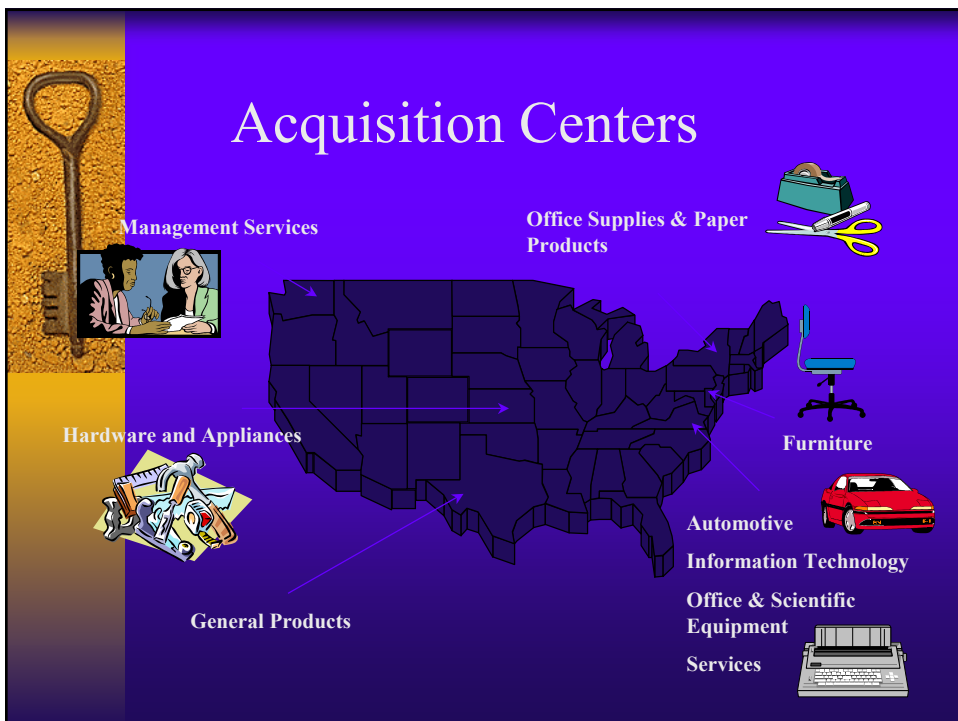 Acquisition Centers
Management Services
Office Supplies & Paper
Products
Hardware and Appliances
Furniture
General Products
Automotive
Information Technology
Office & Scientific
Equipment
Services